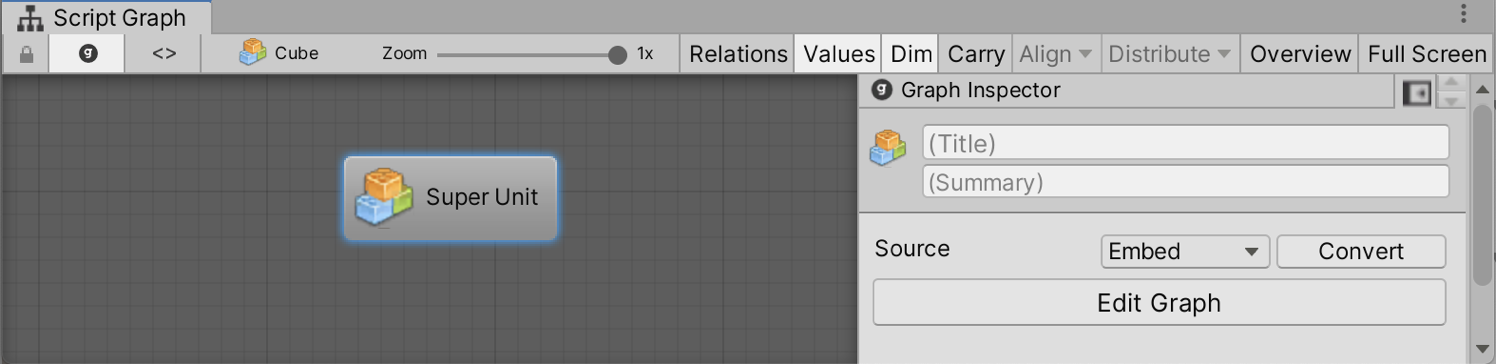 Script Graph
<> Cube Zoom 1x Relations Values Dim Carry Align Distribute Overview Full Screen
g Graph Inspector
(Title)
(Summary)
Super Unit
Source Embed Convert
Edit Graph